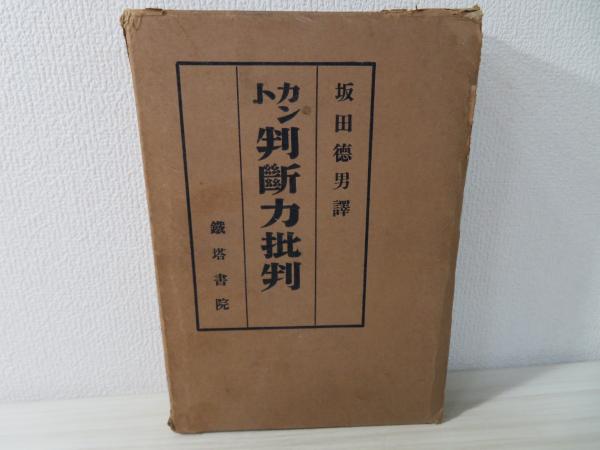 坂田德男譯
カント
判斷力批判
鐵塔書院